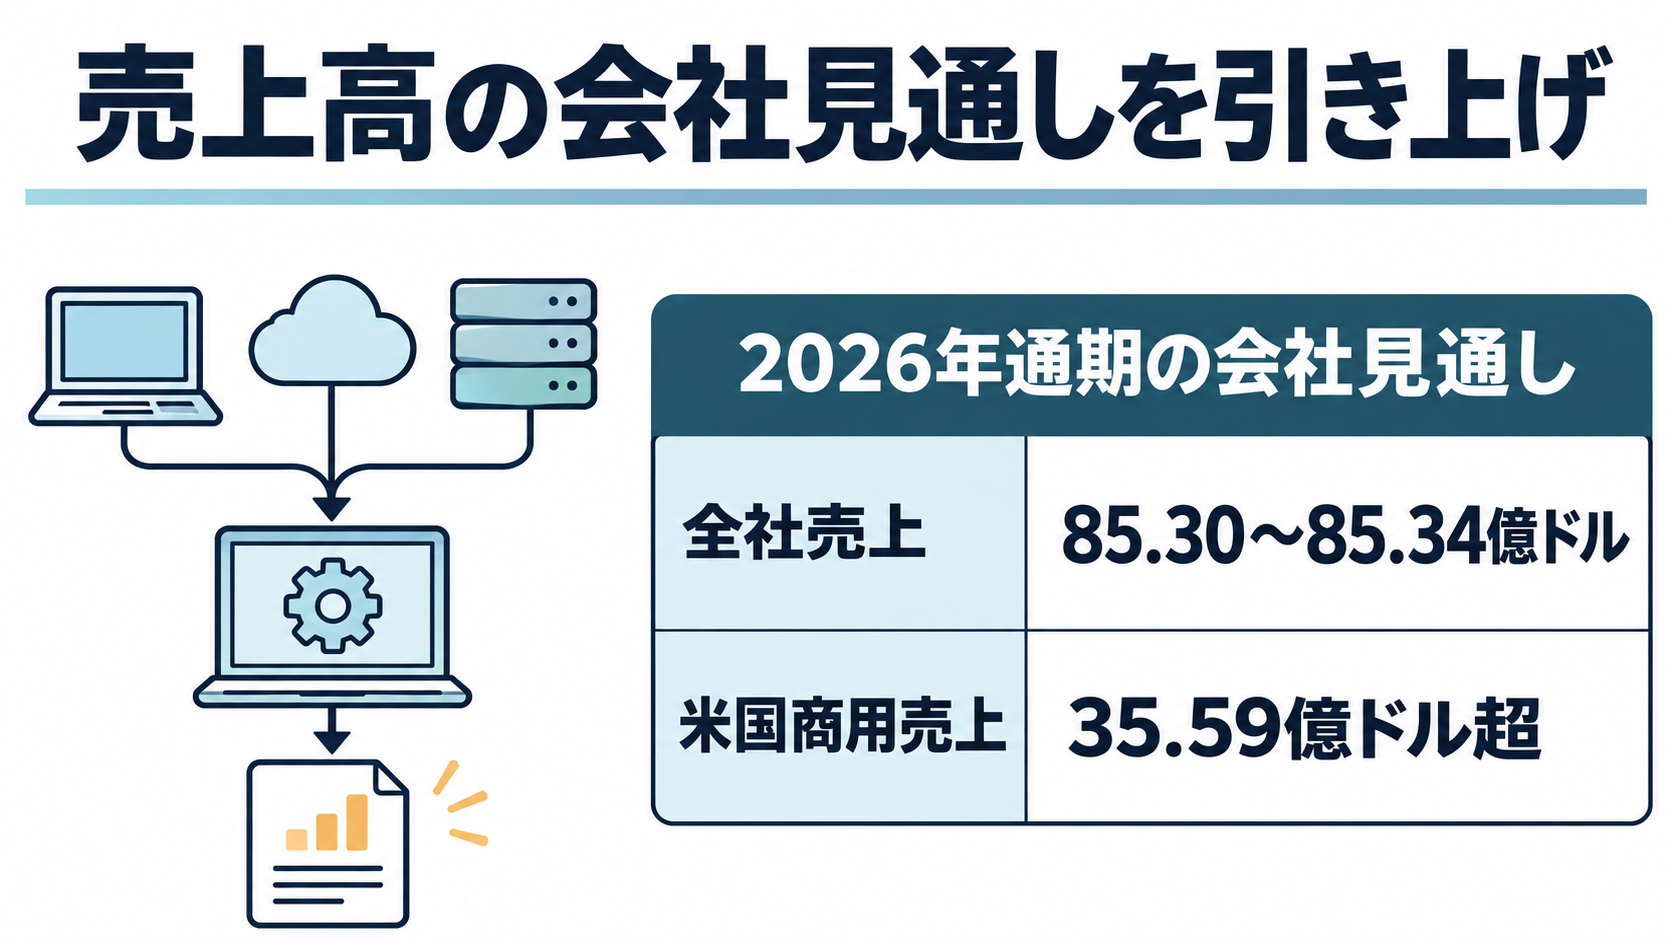 売上高の会社見通しを引き上げ
2026年通期の会社見通し
全社売上
85.30～85.34億ドル
米国商用売上
35.59億ドル超